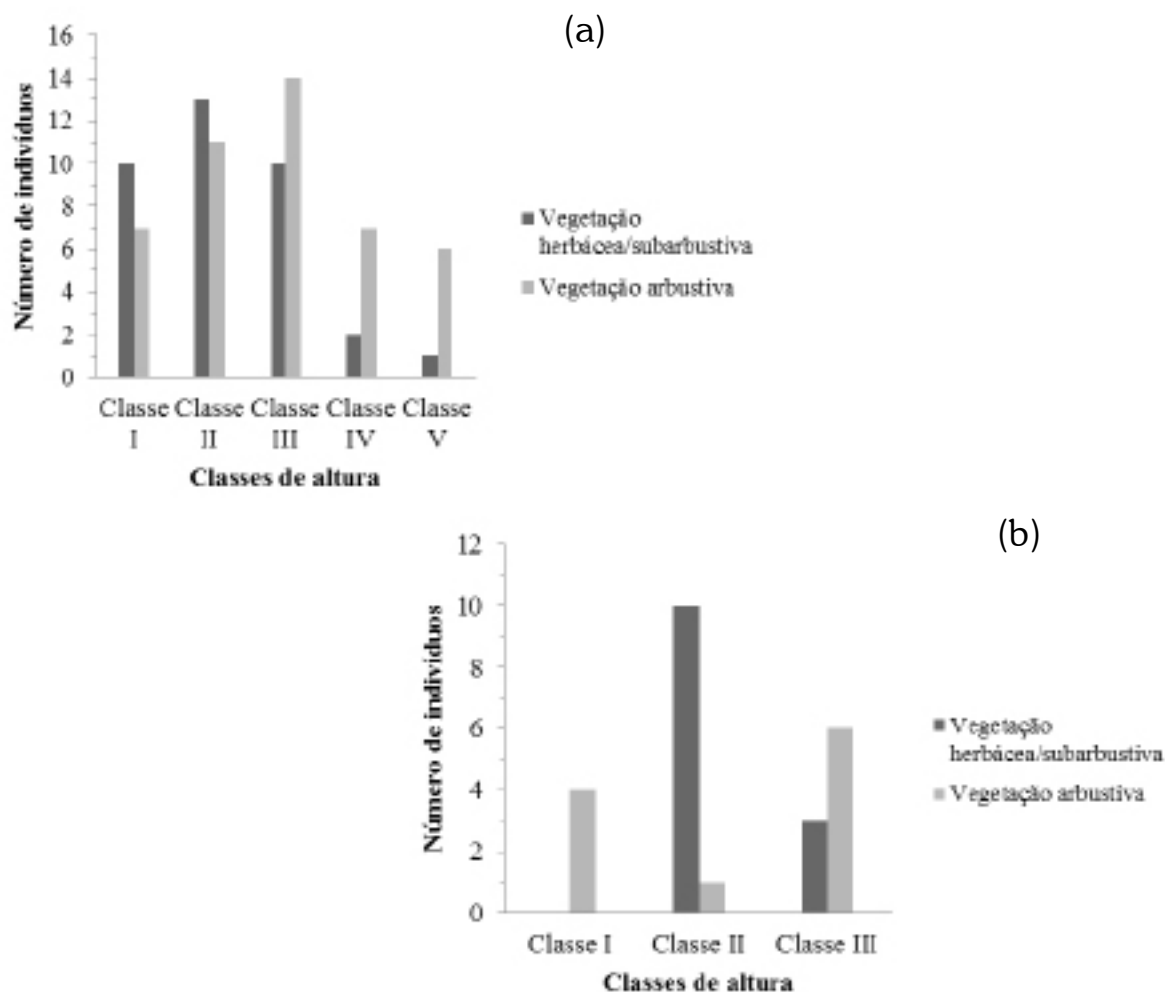 (a)
Número de indivíduos
16
14
12
10
8
6
4
2
0
Classe Classe Classe Classe Classe
I II III IV V
Classes de altura
Vegetação
herbácea/subarbustiva
Vegetação arbustiva
(b)
Número de indivíduos
12
10
8
6
4
2
0
Classe I Classe II Classe III
Classes de altura
Vegetação
herbácea/subarbustiva
Vegetação arbustiva